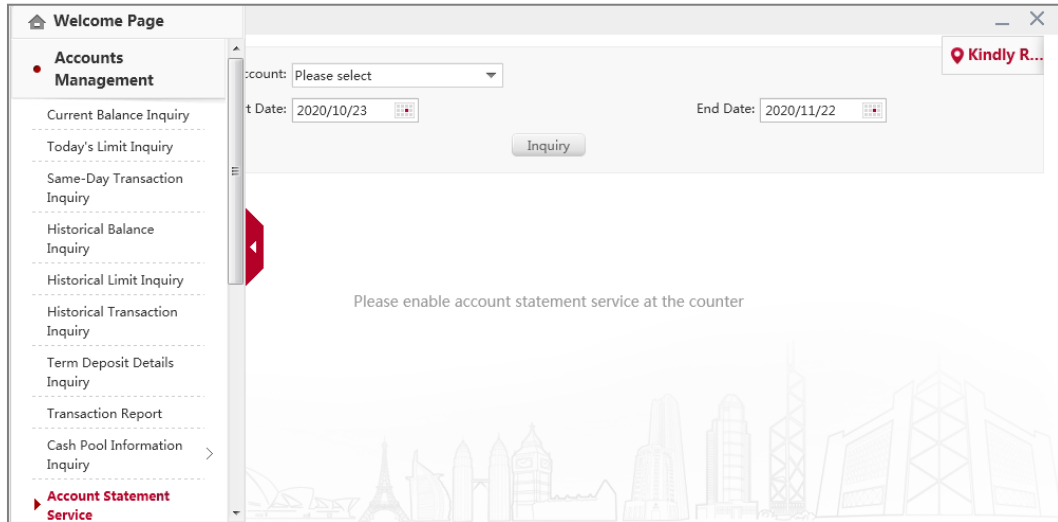 Welcome Page
Accounts
Management
Current Balance Inquiry
Today's Limit Inquiry
Same-Day Transaction
Inquiry
Historical Balance
Inquiry
Historical Limit Inquiry
Historical Transaction
Inquiry
Term Deposit Details
Inquiry
Transaction Report
Cash Pool Information
Inquiry
Account Statement
Service
Kindly R...
ccount: Please select
t Date: 2020/10/23 End Date: 2020/11/22
Inquiry
Please enable account statement service at the counter